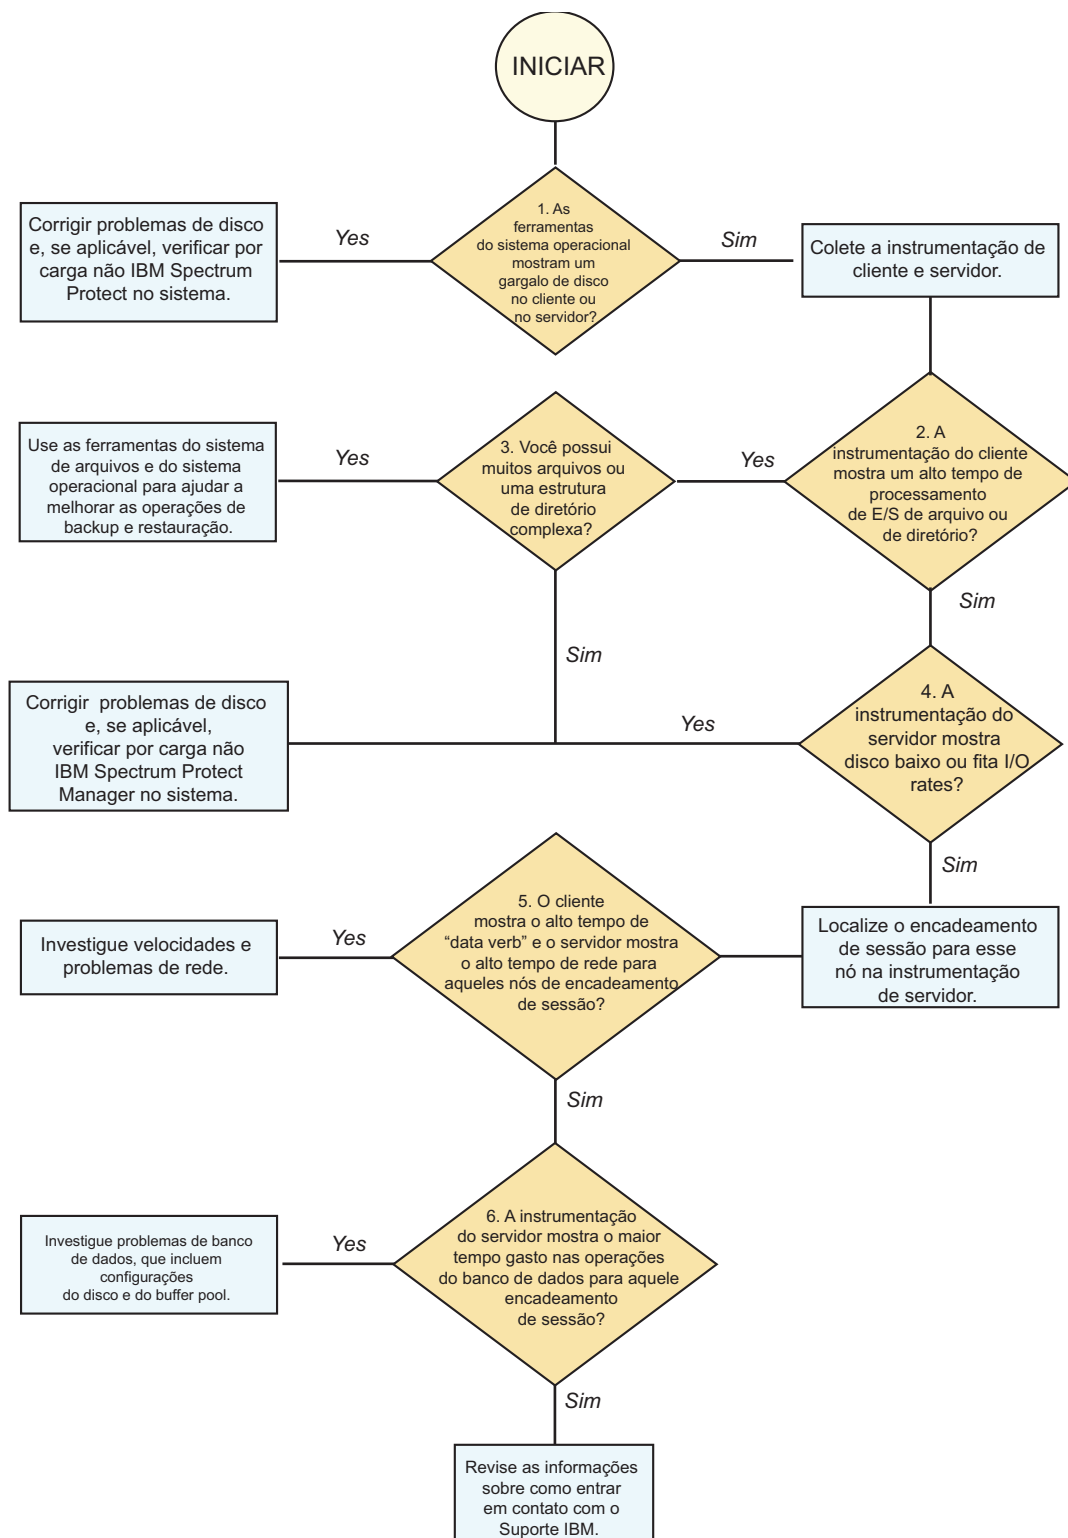 INICIAR
1. As
ferramentas
do sistema operacional
mostram um
gargalo de disco
no cliente ou
no servidor?
Yes
Sim
Corrigir problemas de disco
e, se aplicável, verificar por
carga não IBM Spectrum
Protect no sistema.
Colete a instrumentação de
cliente e servidor.
2. A
instrumentação do cliente
mostra um alto tempo de
processamento
de E/S de arquivo ou
de diretório?
Yes
Sim
3. Você possui
muitos arquivos ou
uma estrutura
de diretório
complexa?
Yes
Sim
Use as ferramentas do sistema
de arquivos e do sistema
operacional para ajudar a
melhorar as operações de
backup e restauração.
4. A
instrumentação do
servidor mostra
disco baixo ou fita I/O
rates?
Yes
Sim
Corrigir problemas de disco
e, se aplicável,
verificar por carga não
IBM Spectrum Protect
Manager no sistema.
Localize o encadeamento
de sessão para esse
nó na instrumentação
de servidor.
5. O cliente
mostra o alto tempo de
“data verb” e o servidor mostra
o alto tempo de rede para
aqueles nós de encadeamento
de sessão?
Yes
Sim
Investigue velocidades e
problemas de rede.
6. A instrumentação
do servidor mostra o maior
tempo gasto nas operações
do banco de dados para aquele
encadeamento
de sessão?
Yes
Sim
Investigue problemas de banco
de dados, que incluem
configurações
do disco e do buffer pool.
Revise as informações
sobre como entrar
em contato com o
Suporte IBM.